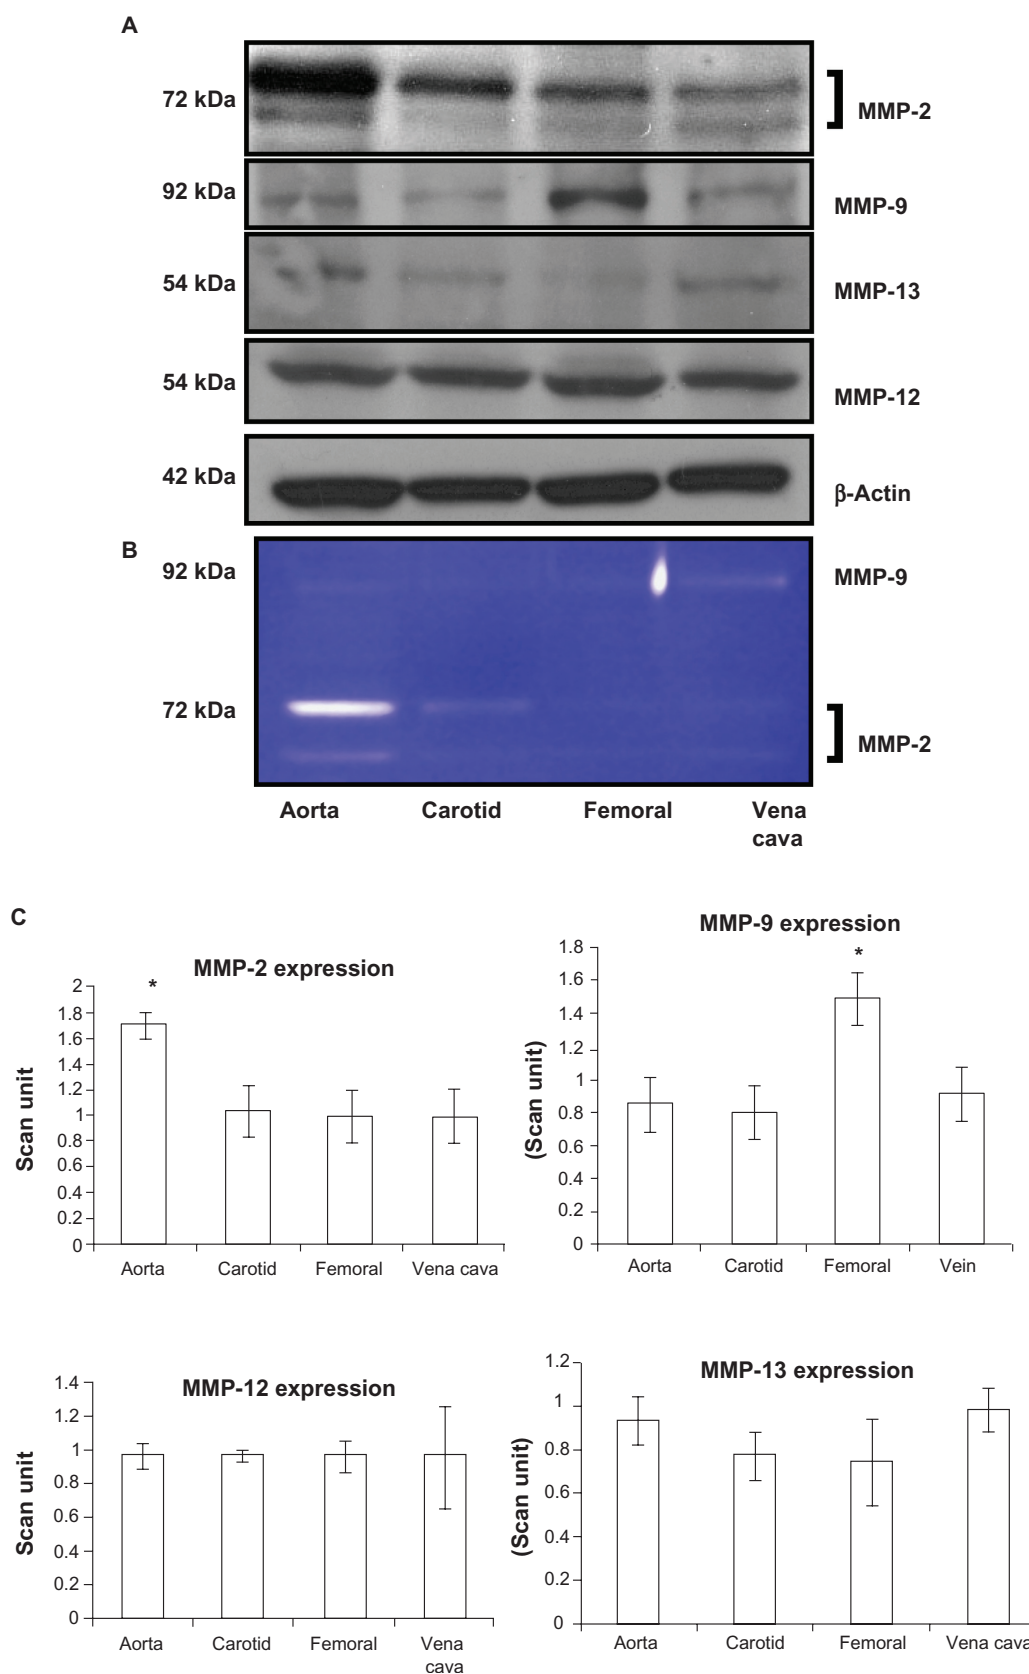 A
72 kDa
MMP-2
92 kDa
MMP-9
54 kDa
MMP-13
54 kDa
MMP-12
42 kDa
β-Actin
B
92 kDa
MMP-9
72 kDa
MMP-2
Aorta Carotid Femoral Vena
cava
C
MMP-2 expression
Scan unit
2
1.8
1.6
1.4
1.2
1
0.8
0.6
0.4
0.2
0
*
Aorta Carotid Femoral Vena cava
MMP-9 expression
(Scan unit)
1.8
1.6
1.4
1.2
1
0.8
0.6
0.4
0.2
0
*
Aorta Carotid Femoral Vein
MMP-12 expression
Scan unit
1.4
1.2
1
0.8
0.6
0.4
0.2
0
Aorta Carotid Femoral Vena
cava
MMP-13 expression
(Scan unit)
1.2
1
0.8
0.6
0.4
0.2
0
Aorta Carotid Femoral Vena cava